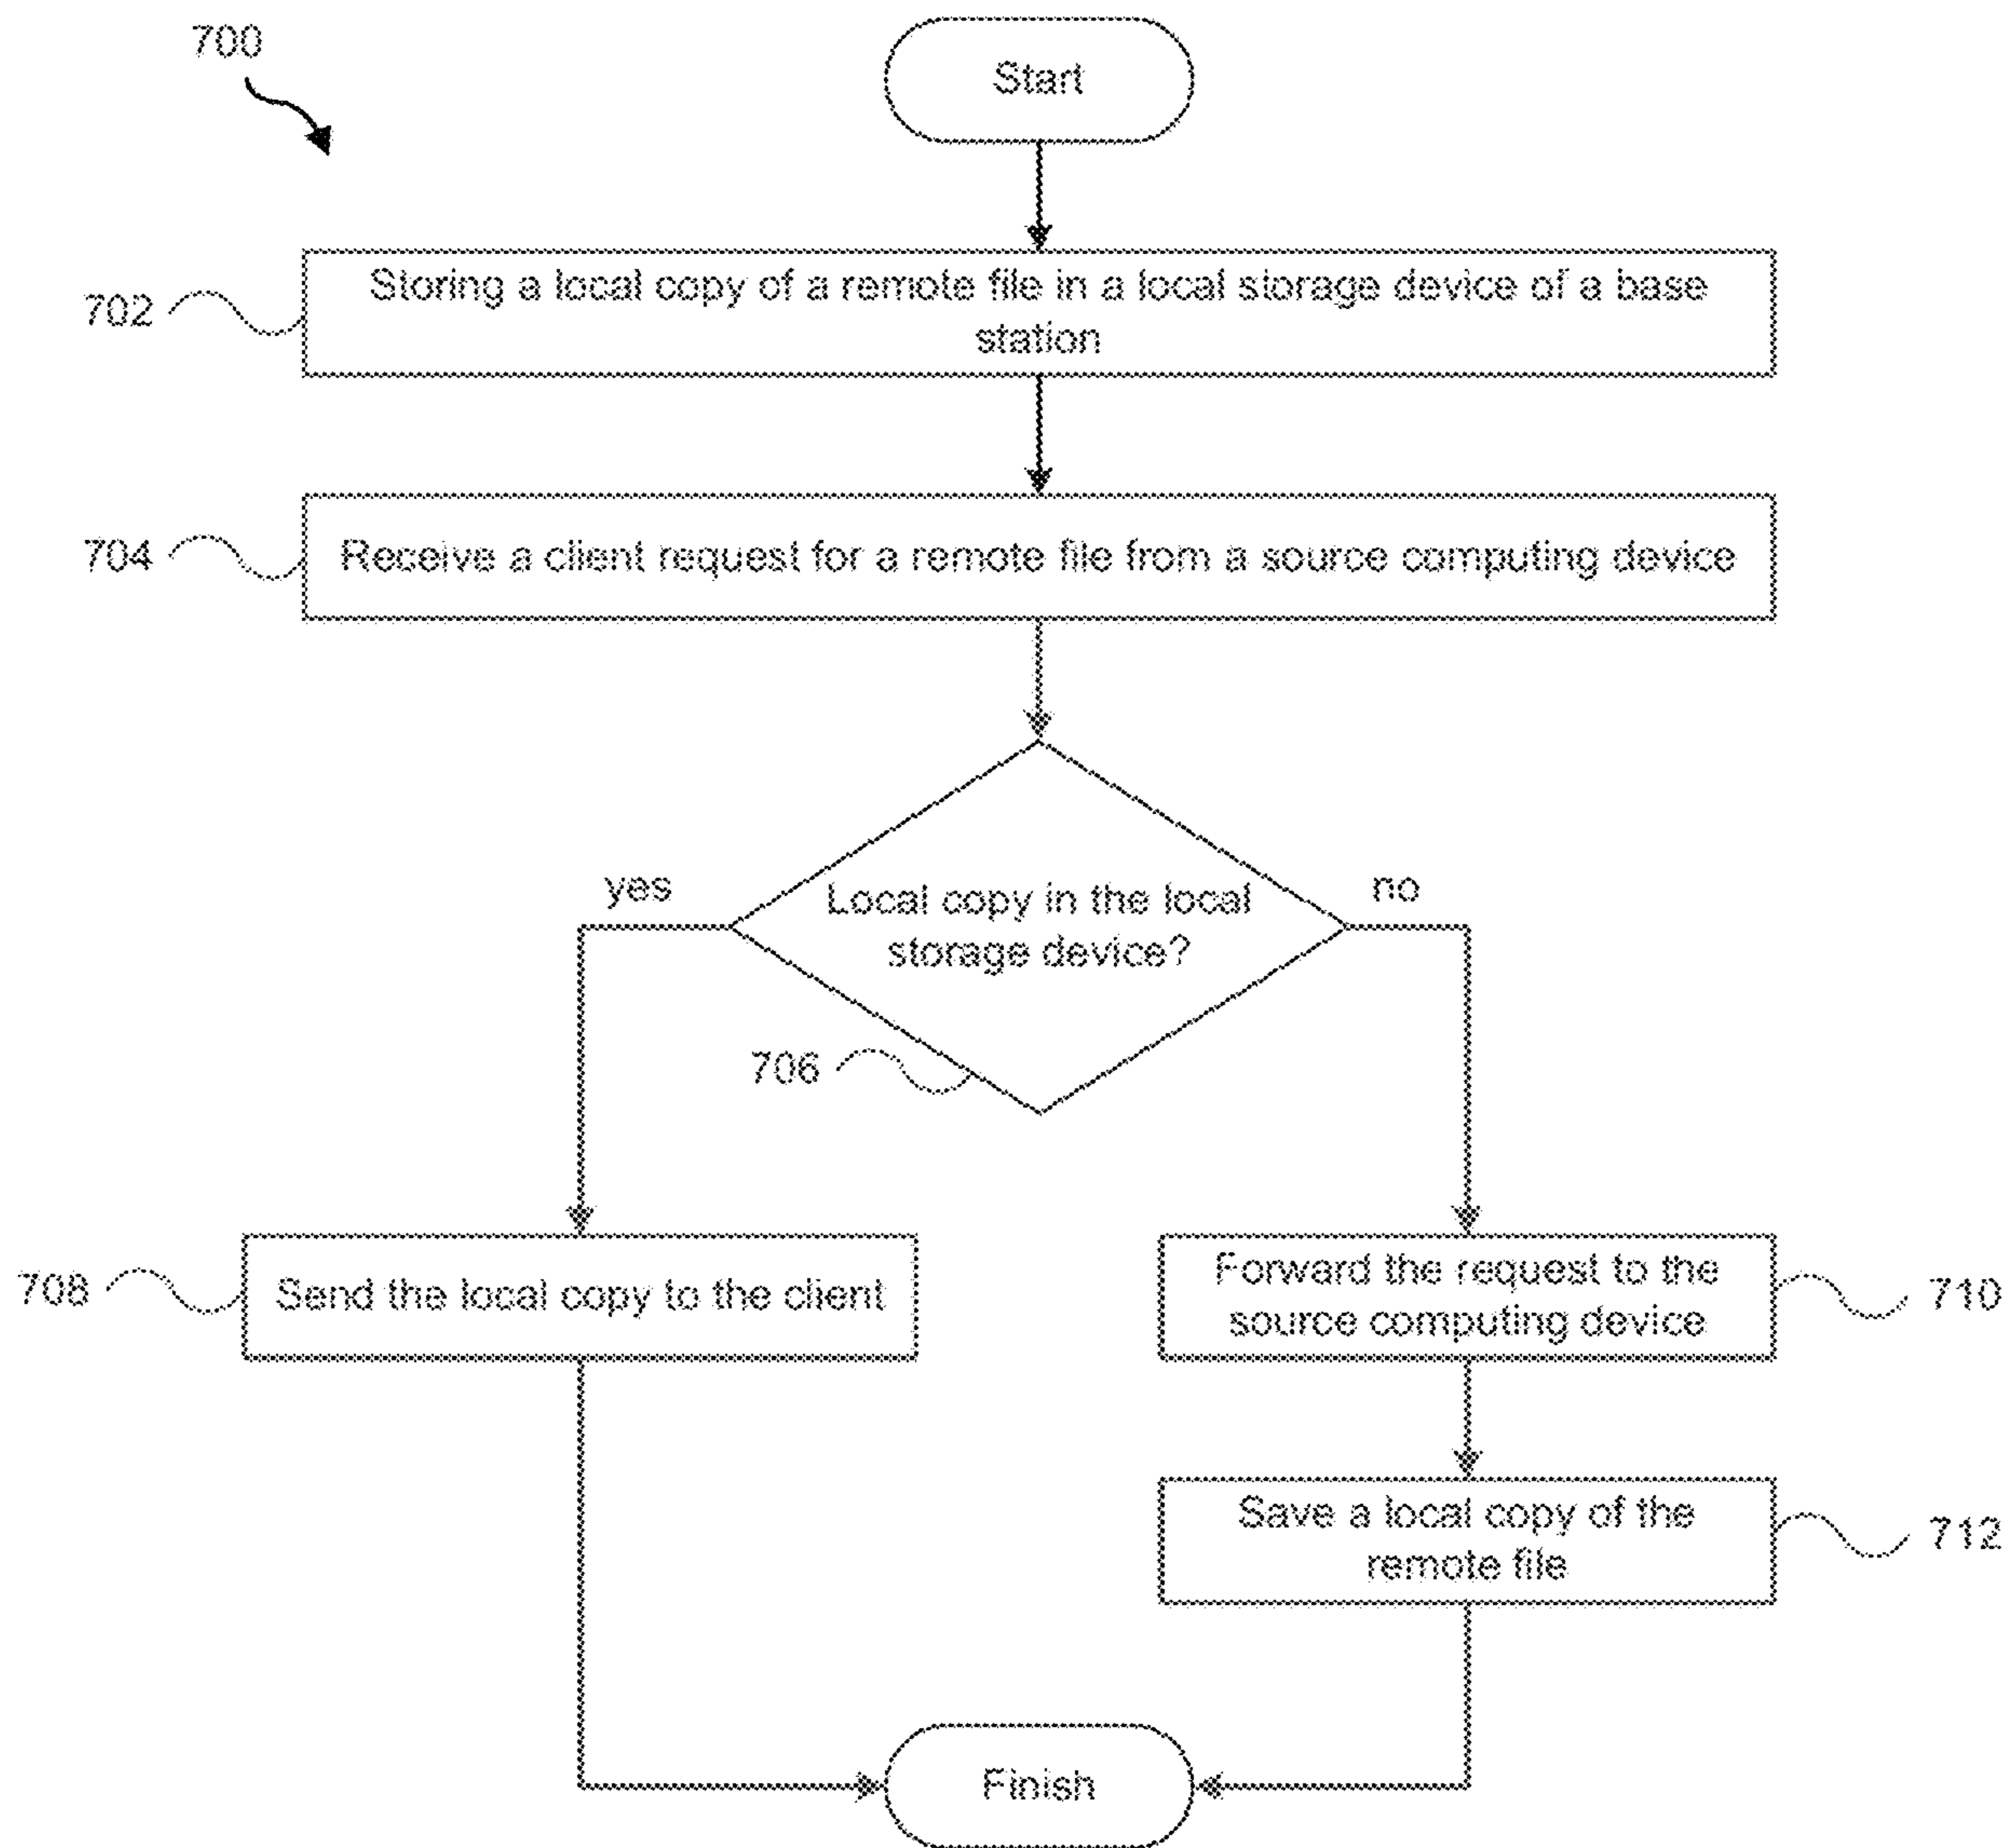 700
Start
702
Storing a local copy of a remote file in a local storage device of a base
station
704
Receive a client request for a remote file from a source computing device
yes
Local copy in the local
storage device?
no
706
708
Send the local copy to the client
Forward the request to the
source computing device
710
Save a local copy of the
remote file
712
Finish